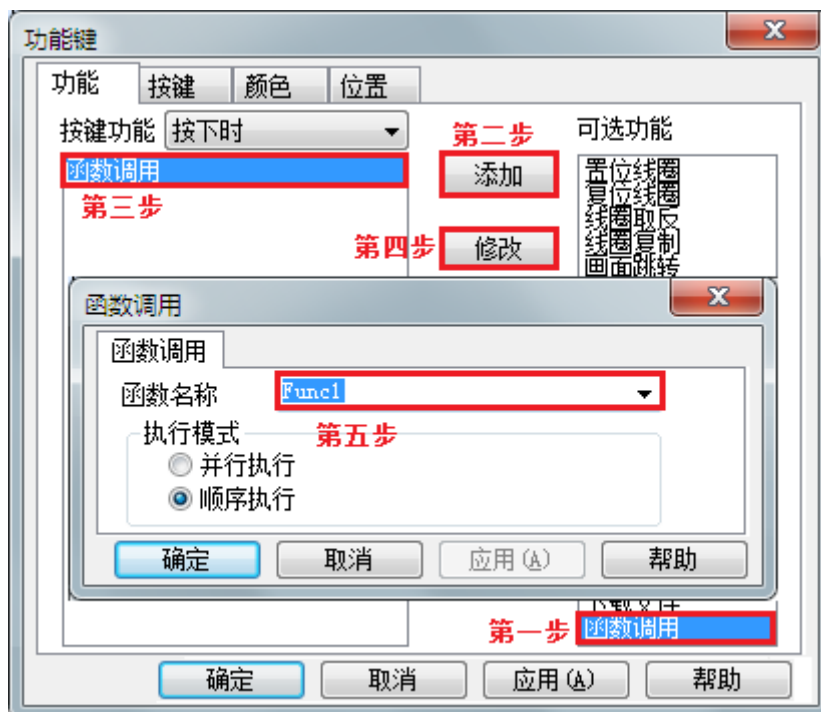 功能键
功能 按键 颜色 位置
按键功能 按下时
第二步
可选功能
函数调用
添加
置位线圈
复位线圈
线圈取反
线圈复制
画面跳转
第三步
第四步
修改
函数调用
函数调用
函数名称 Func1
执行模式
第五步
并行执行
顺序执行
确定 取消 应用(A) 帮助
下载文件
第一步
函数调用
确定 取消 应用(A) 帮助